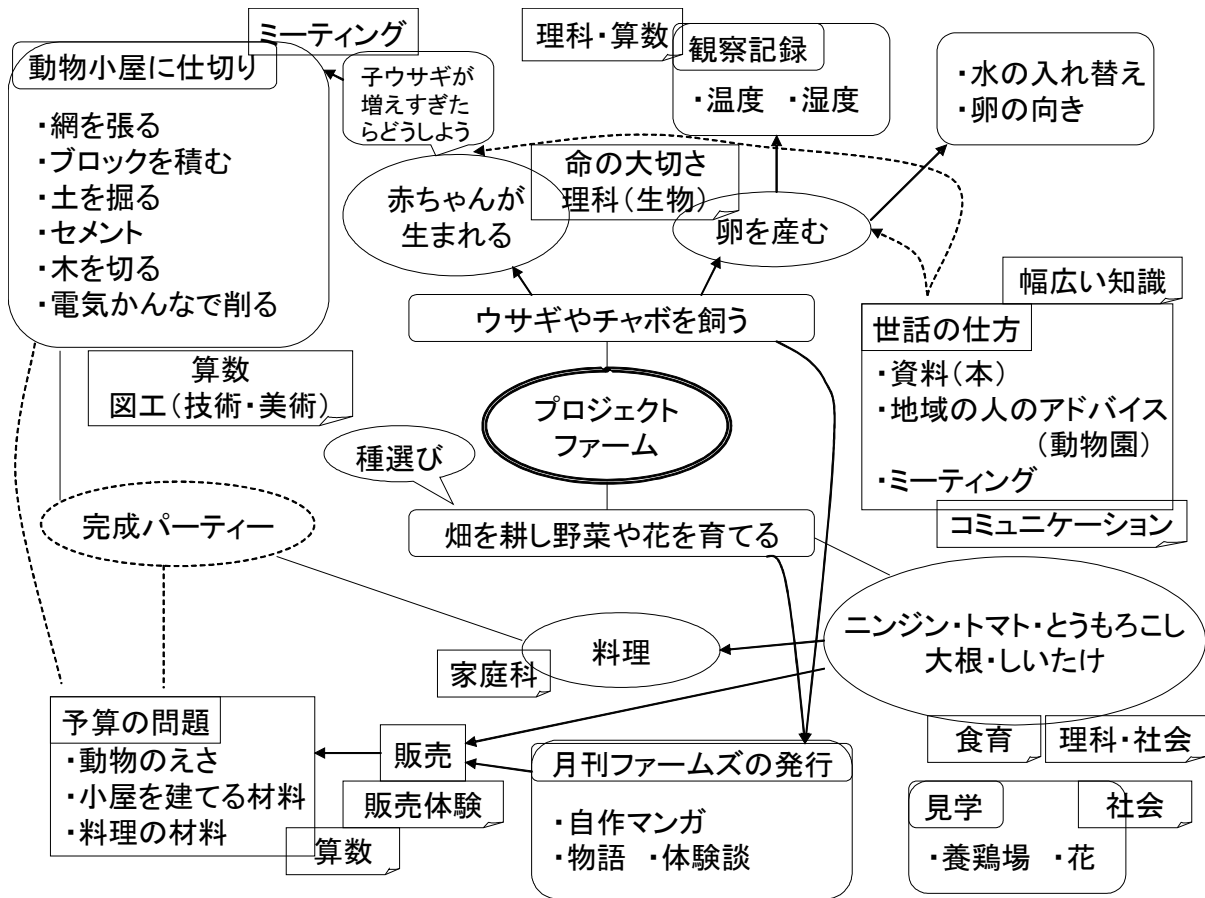 ミーティング
動物小屋に仕切り
・網を張る
・ブロックを積む
・土を掘る
・セメント
・木を切る
・電気かんなで削る
子ウサギが
増えすぎた
らどうしよう
理科・算数
観察記録
・温度 ・湿度
・水の入れ替え
・卵の向き
命の大切さ
理科(生物)
赤ちゃんが
生まれる
卵を産む
ウサギやチャボを飼う
幅広い知識
世話の仕方
・資料(本)
・地域の人のアドバイス
(動物園)
・ミーティング
コミュニケーション
算数
図工(技術・美術)
プロジェクト
ファーム
種選び
畑を耕し野菜や花を育てる
完成パーティー
料理
家庭科
ニンジン・トマト・とうもろこし
大根・しいたけ
食育
理科・社会
予算の問題
・動物のえさ
・小屋を建てる材料
・料理の材料
算数
販売
販売体験
月刊ファームズの発行
・自作マンガ
・物語 ・体験談
見学
社会
・養鶏場 ・花